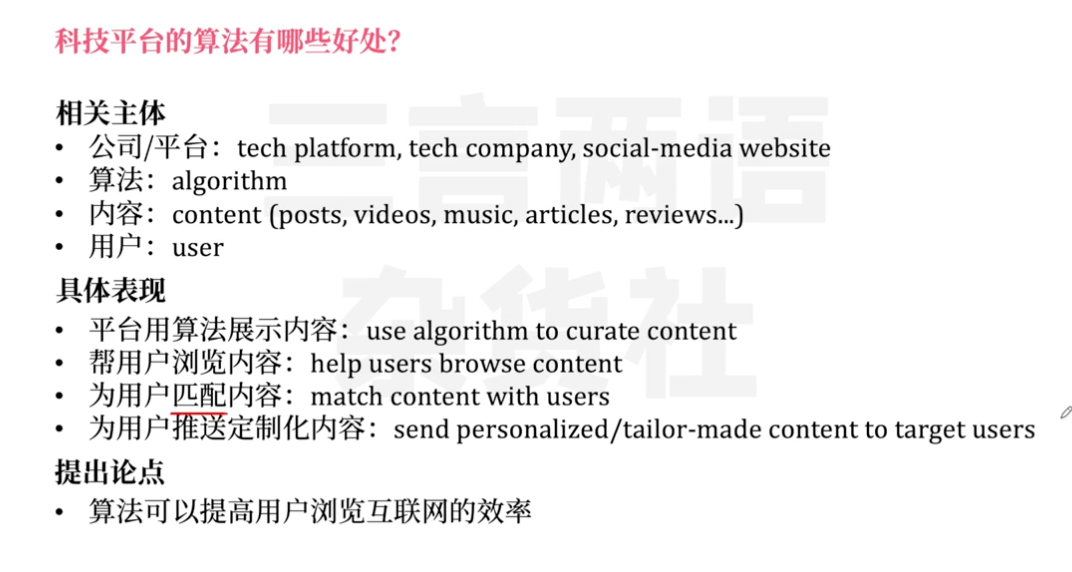 科技平台的算法有哪些好处？
相关主体
• 公司/平台：tech platform, tech company, social-media website
• 算法：algorithm
• 内容：content (posts, videos, music, articles, reviews...)
• 用户：user
具体表现
• 平台用算法展示内容：use algorithm to curate content
• 帮用户浏览内容：help users browse content
• 为用户匹配内容：match content with users
• 为用户推送定制化内容：send personalized/tailor-made content to target users
提出论点
• 算法可以提高用户浏览互联网的效率
三言两语
杂货社